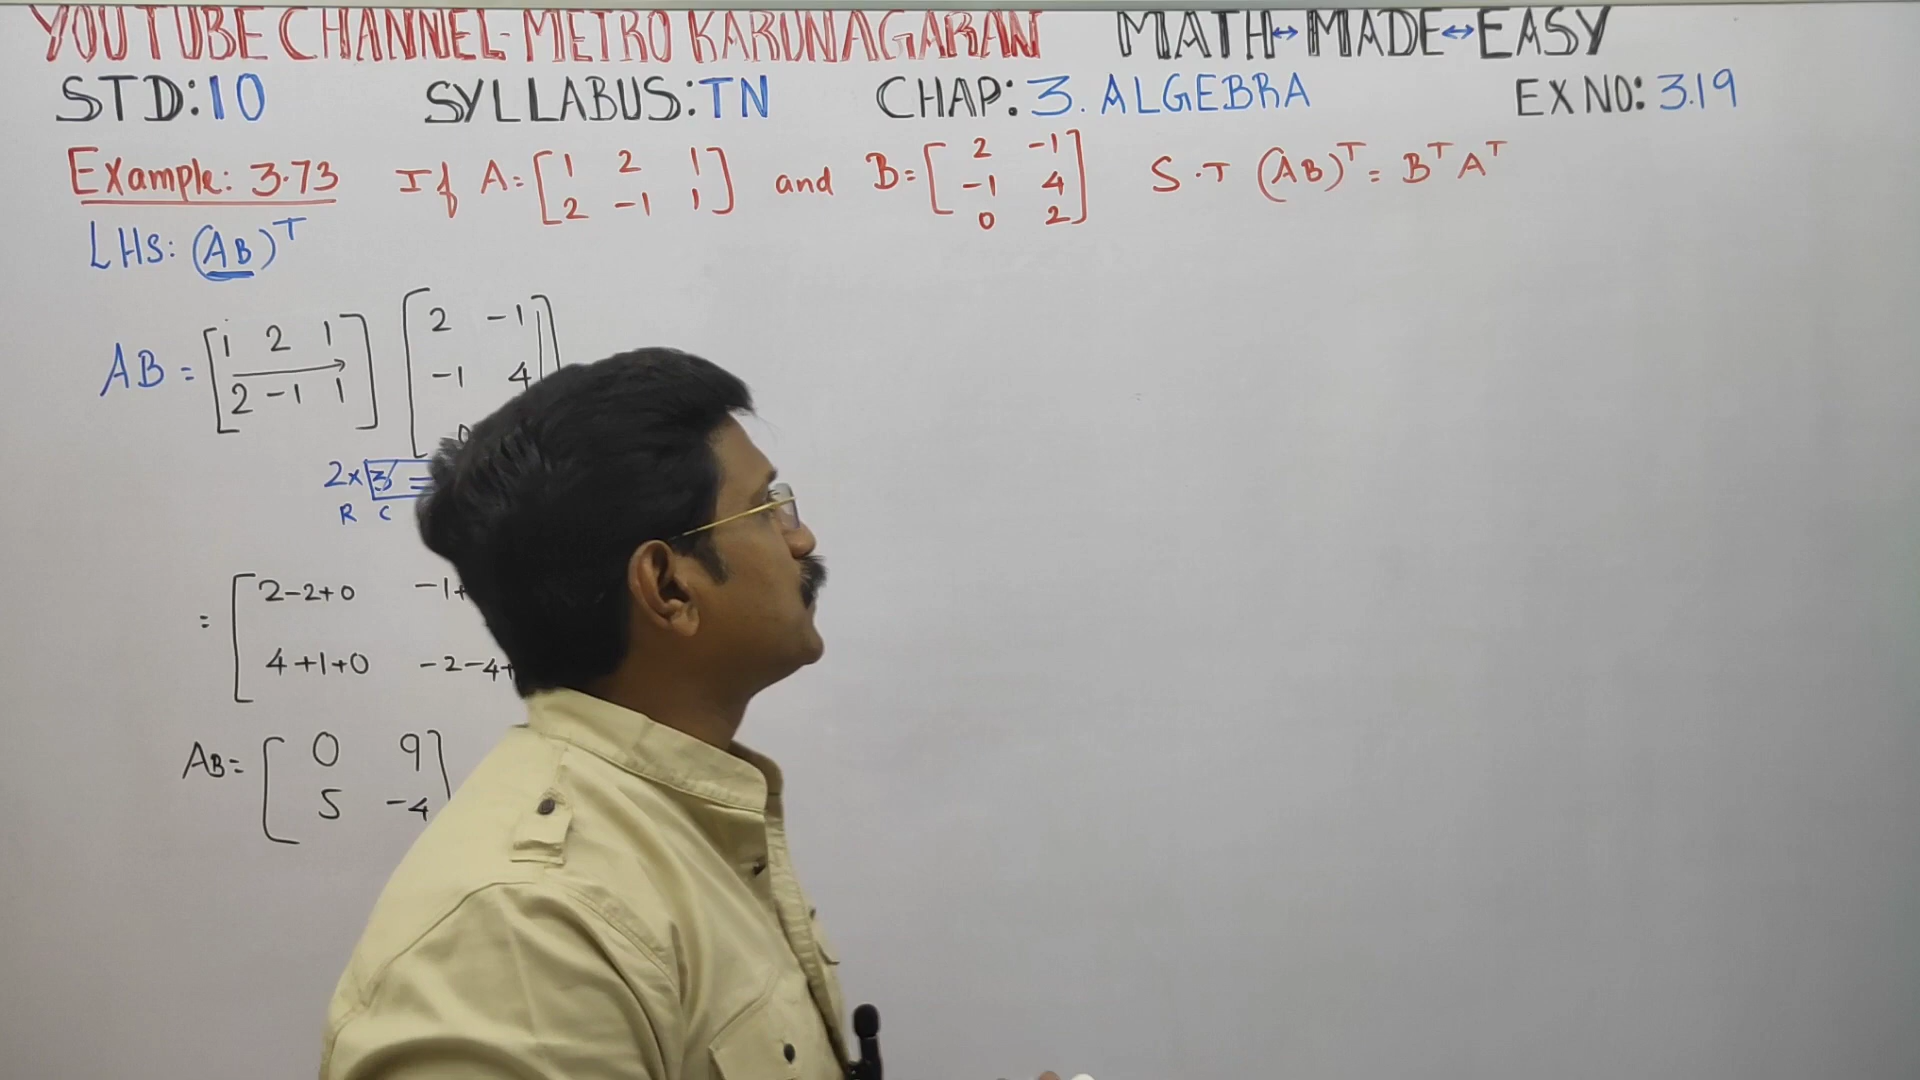 YOUTUBE CHANNEL-METRO KARUNAGARAN MATH↔MADE↔EASY
STD:10 SYLLABUS:TN CHAP: 3. ALGEBRA EX NO: 3.19
Example: 3.73 If A= [1 2 1 and B= [2 -1 S.T (AB)ᵀ = Bᵀ Aᵀ
2 -1 1] -1 4
0 2]
LHS: (AB)ᵀ
AB = [1 2 1 [2 -1
2 -1 1] -1 4
0
2×3 =
R C
= [2-2+0 -1+
4+1+0 -2-4+
AB= [0 9
5 -4]